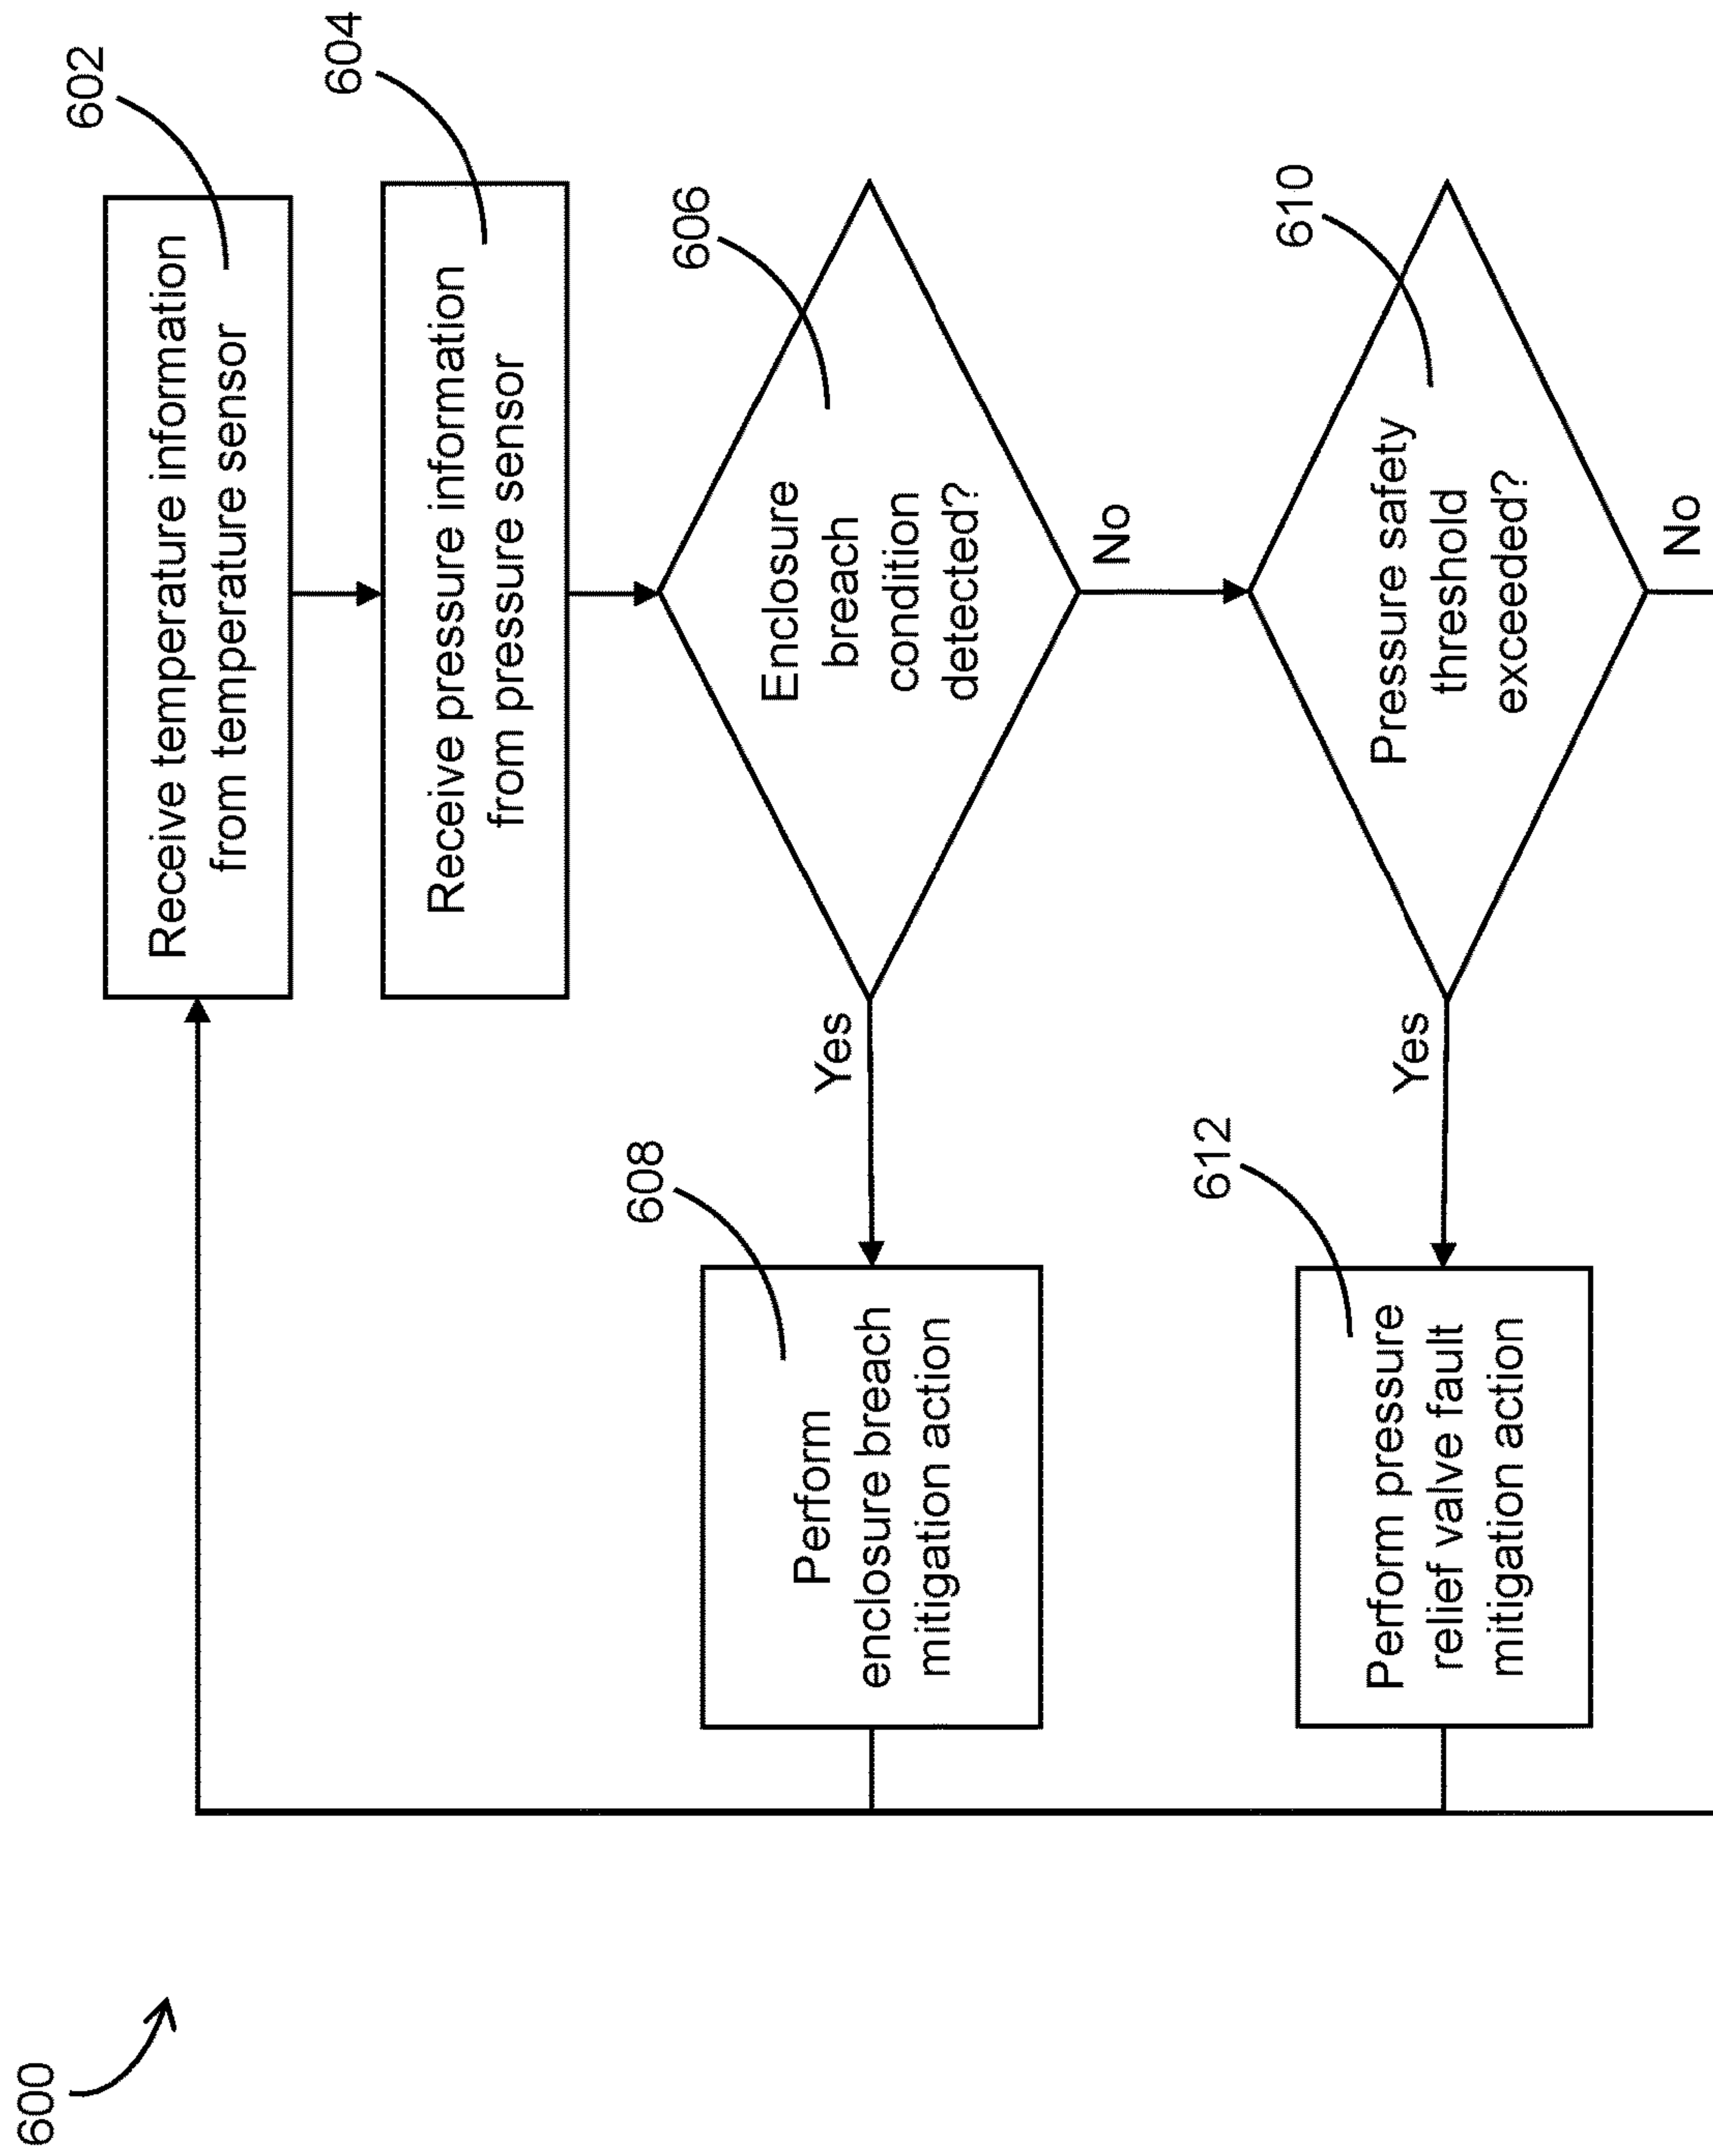 600
602
Receive temperature information
from temperature sensor
604
Receive pressure information
from pressure sensor
606
Enclosure
breach
condition
detected?
Yes
No
608
Perform
enclosure breach
mitigation action
610
Pressure safety
threshold
exceeded?
Yes
No
612
Perform pressure
relief valve fault
mitigation action